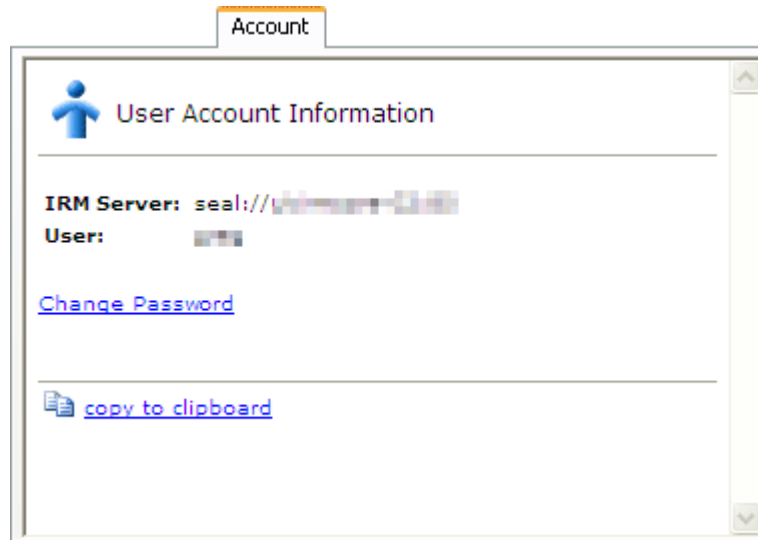 Account
User Account Information
IRM Server: seal://
User:
Change Password
copy to clipboard